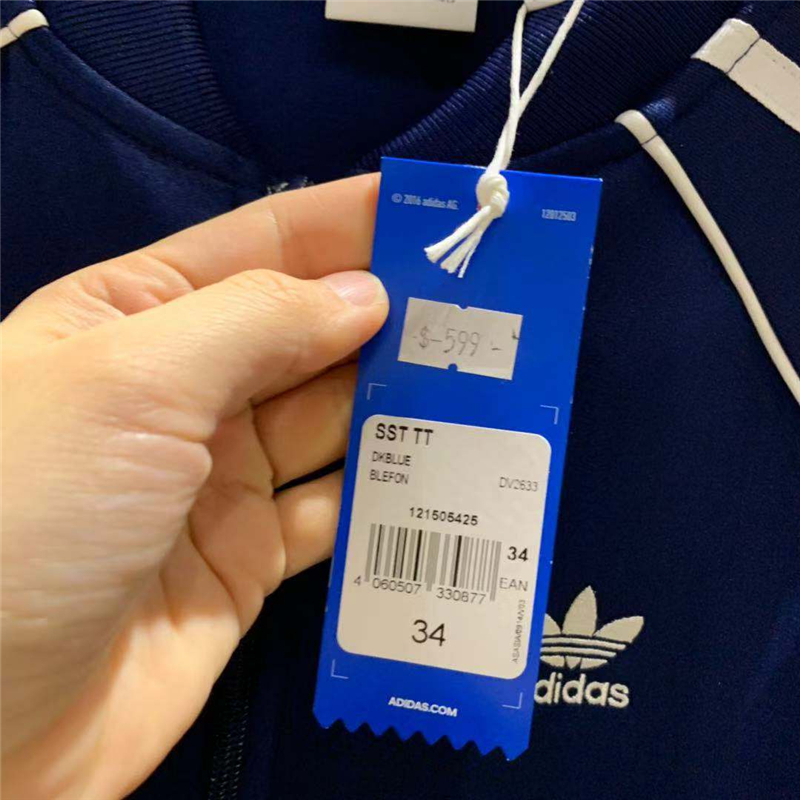 © 2016 adidas AG.
12012503
$-599.-
SST TT
DKBLUE
BLEFON
DV2633
121505425
34
4 060507 330877
EAN
34
ADIDAS.COM
adidas